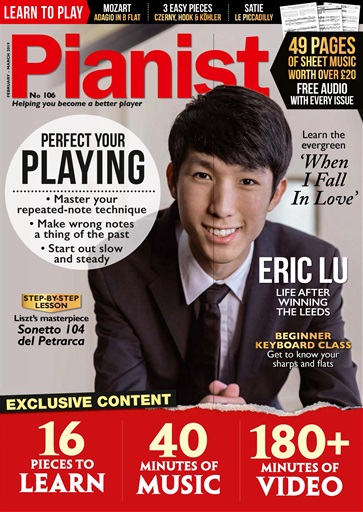 LEARN TO PLAY
MOZART
ADAGIO IN B FLAT
3 EASY PIECES
CZERNY, HOOK & KÖHLER
SATIE
LE PICCADILLY
FEBRUARY - MARCH 2019
Pianist
No 106
Helping you become a better player
49 PAGES
OF SHEET MUSIC
WORTH OVER £20
FREE AUDIO
WITH EVERY ISSUE
PERFECT YOUR
PLAYING
• Master your
repeated-note technique
• Make wrong notes
a thing of the past
• Start out slow
and steady
Learn the
evergreen
'When
I Fall
In Love'
ERIC LU
LIFE AFTER
WINNING
THE LEEDS
STEP-BY-STEP
LESSON
Liszt's masterpiece
Sonetto 104
del Petrarca
BEGINNER
KEYBOARD CLASS
Get to know your
sharps and flats
EXCLUSIVE CONTENT
16
PIECES TO
LEARN
40
MINUTES OF
MUSIC
180+
MINUTES OF
VIDEO